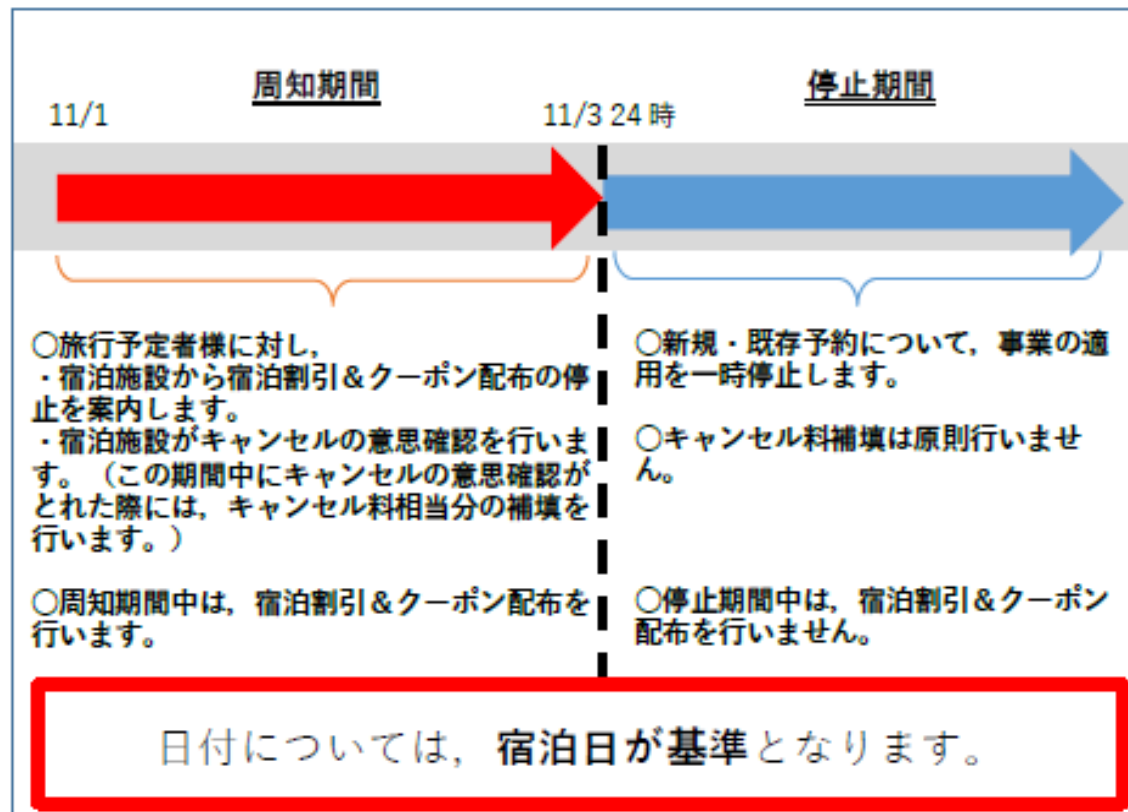 周知期間
停止期間
11/1
11/3 24 時
○旅行予定者様に対し,
・宿泊施設から宿泊割引＆クーポン配布の停
止を案内します。
・宿泊施設がキャンセルの意思確認を行いま
す。（この期間中にキャンセルの意思確認が
とれた際には, キャンセル料相当分の補填を
行います。）
○周知期間中は, 宿泊割引＆クーポン配布を
行います。
○新規・既存予約について, 事業の適
用を一時停止します。
○キャンセル料補填は原則行いませ
ん。
○停止期間中は, 宿泊割引＆クーポン
配布を行いません。
日付については, 宿泊日が基準となります。